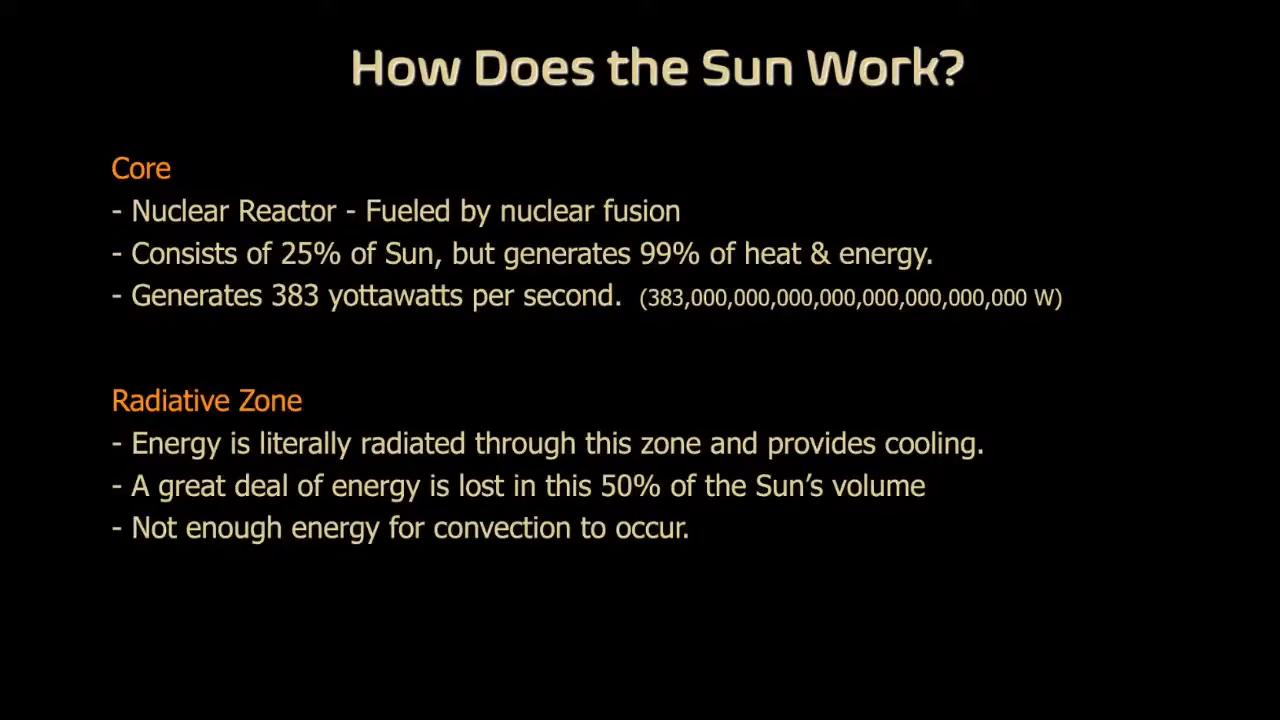 How Does the Sun Work?
Core
- Nuclear Reactor - Fueled by nuclear fusion
- Consists of 25% of Sun, but generates 99% of heat & energy.
- Generates 383 yottawatts per second. (383,000,000,000,000,000,000,000,000 W)
Radiative Zone
- Energy is literally radiated through this zone and provides cooling.
- A great deal of energy is lost in this 50% of the Sun’s volume
- Not enough energy for convection to occur.